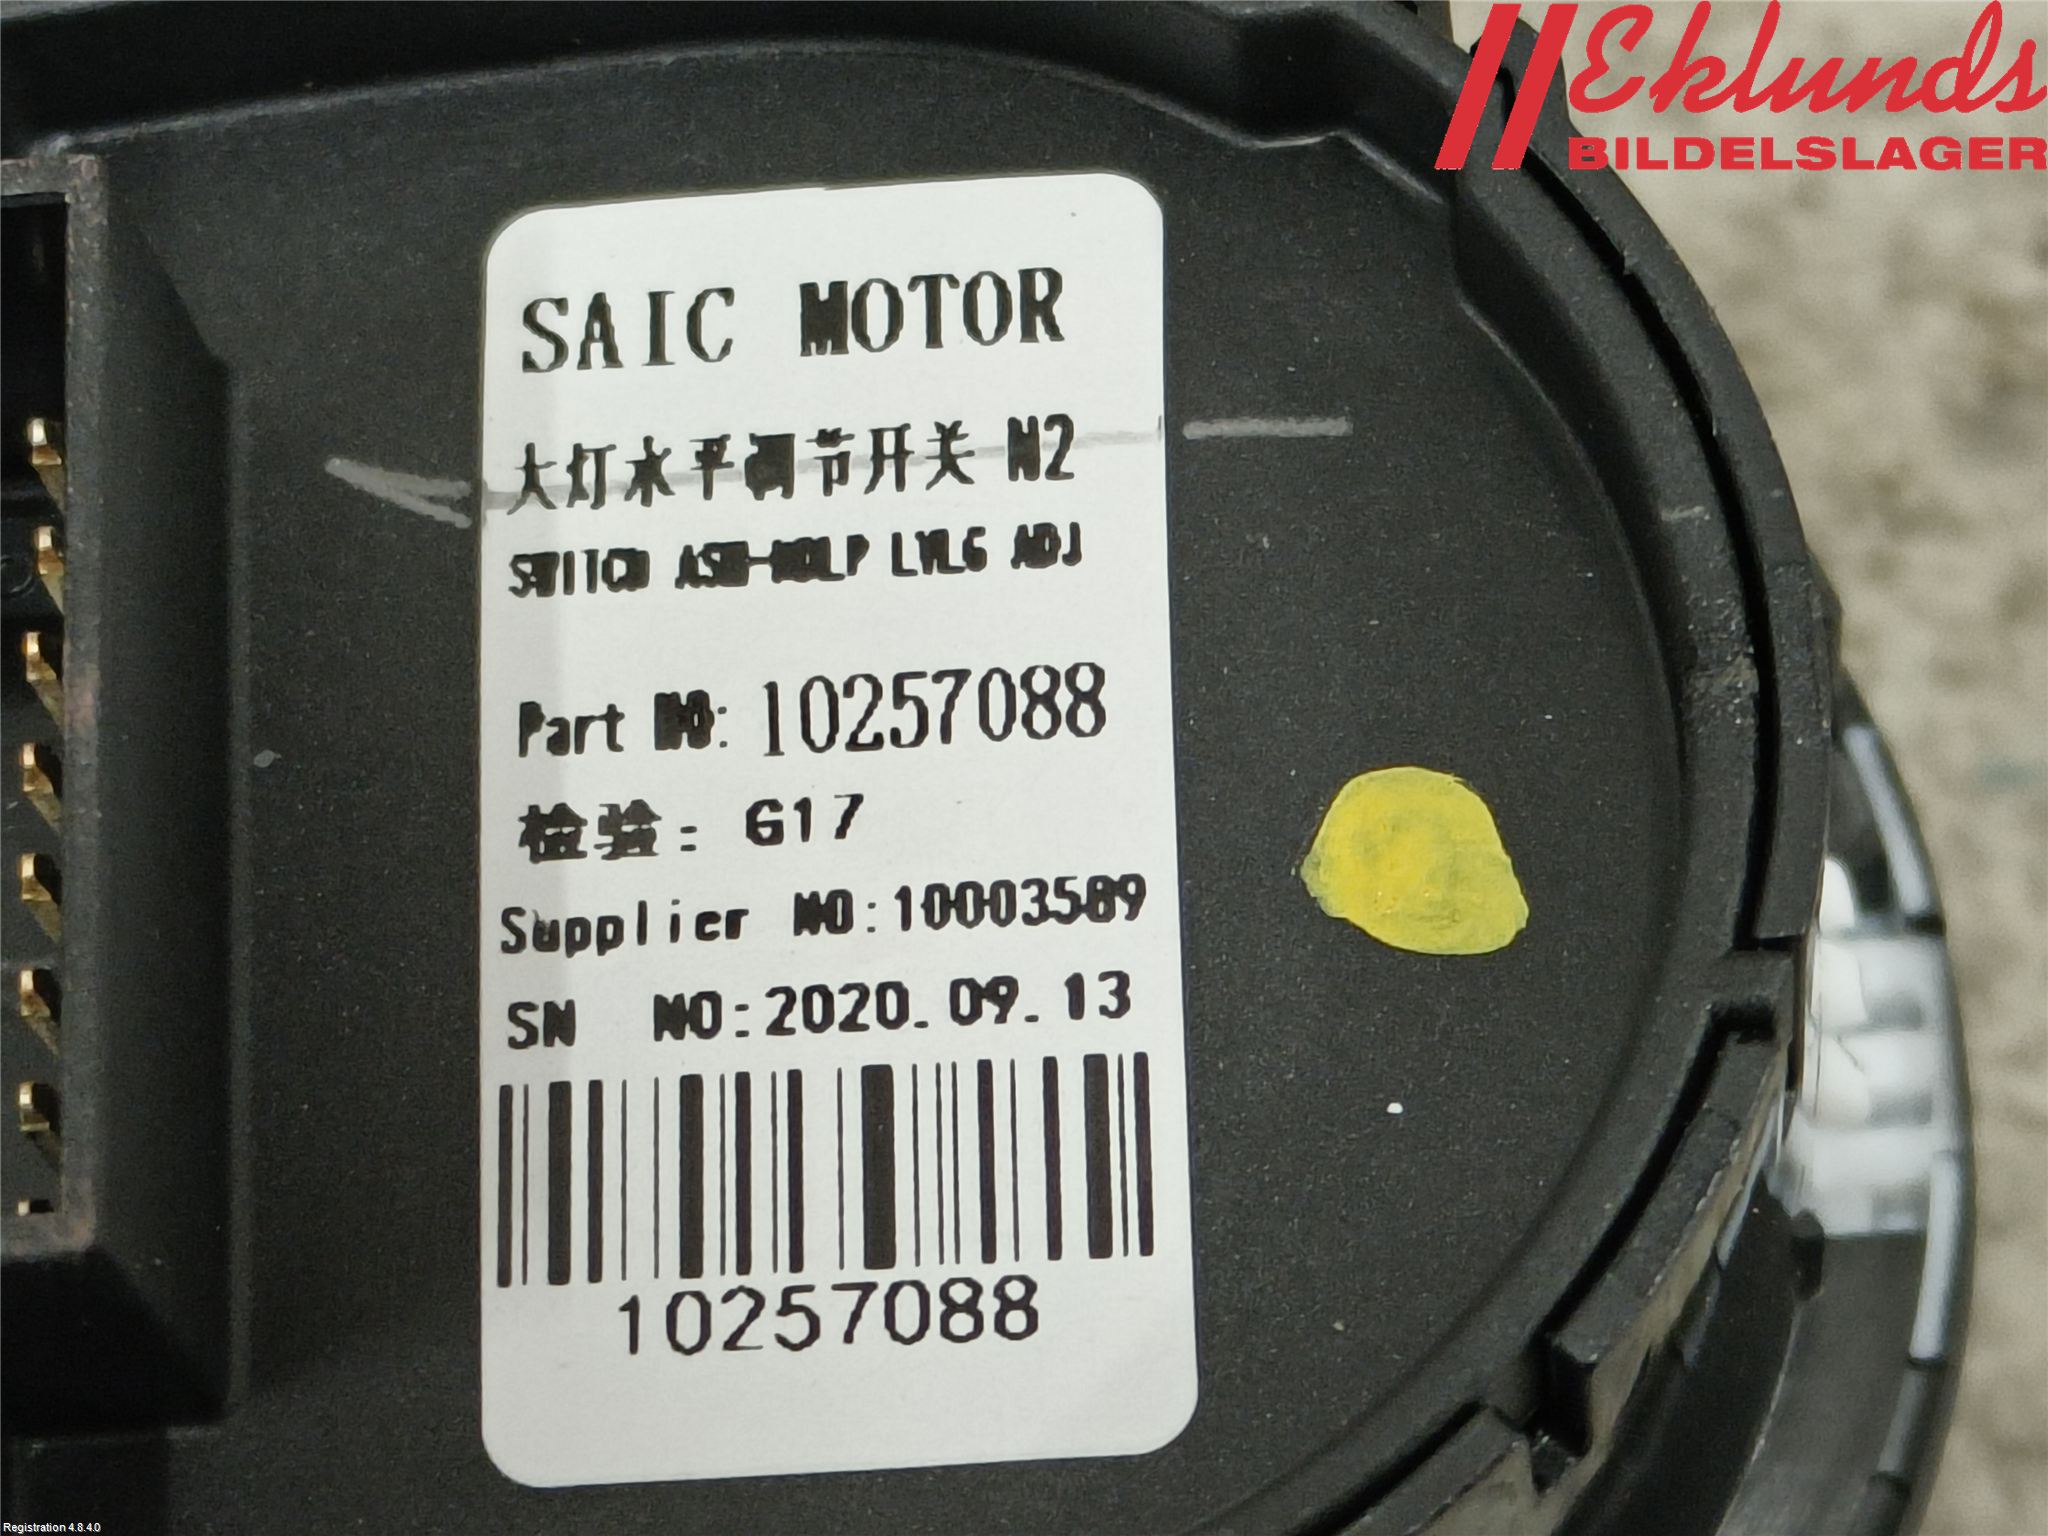 Eklunds
BILDELSLAGER
SAIC MOTOR
大灯水平调节开关 N2
SWITCH ASM-HDLP LVLG ADJ
Part NO: 10257088
检验: G17
Supplier NO:10003589
SN NO:2020.09.13
10257088
Registration 4.8.4.0